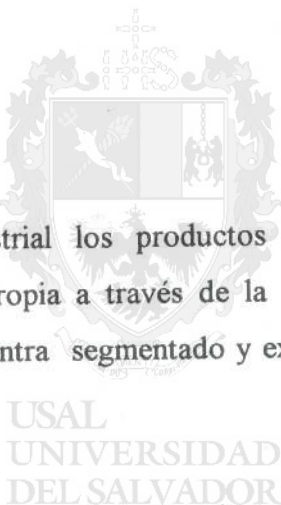 trial los productos
ropia a través de la
ntra segmentado y ex
USAL
UNIVERSIDAD
DEL SALVADOR